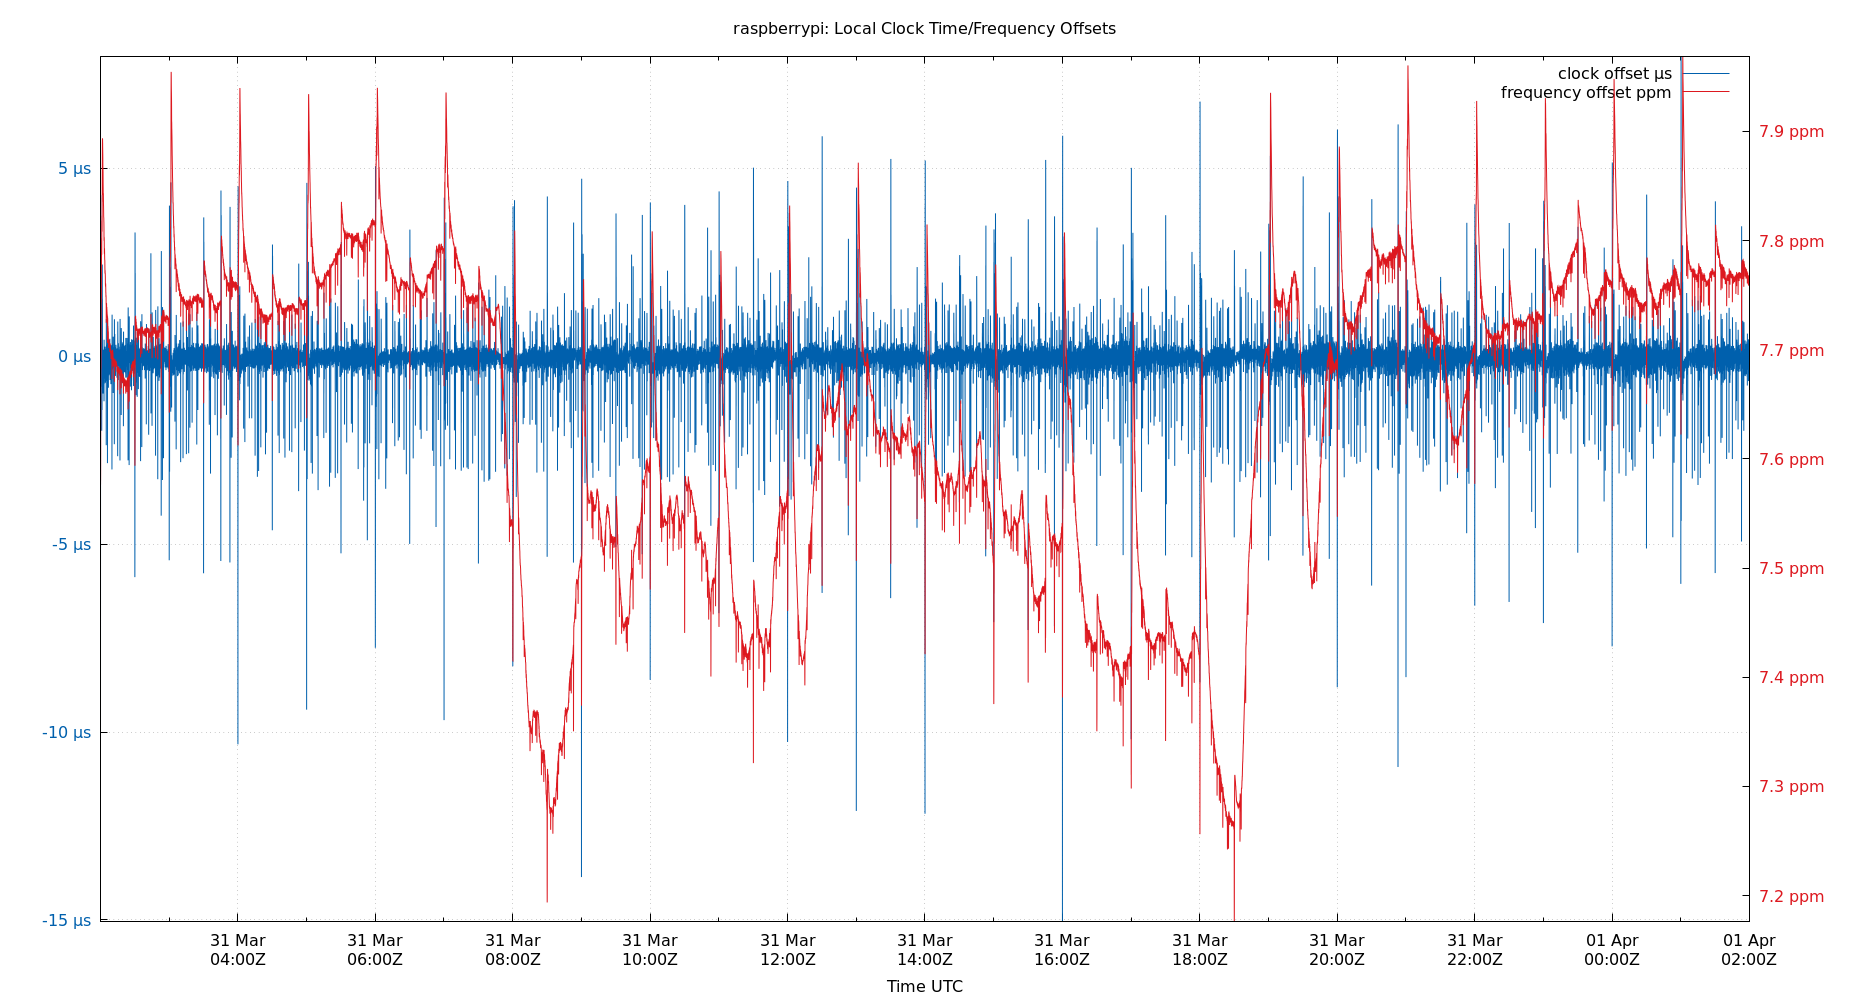 raspberrypi: Local Clock Time/Frequency Offsets
clock offset µs
frequency offset ppm
5 µs
0 µs
-5 µs
-10 µs
-15 µs
7.9 ppm
7.8 ppm
7.7 ppm
7.6 ppm
7.5 ppm
7.4 ppm
7.3 ppm
7.2 ppm
31 Mar 31 Mar 31 Mar 31 Mar 31 Mar 31 Mar 31 Mar 31 Mar 31 Mar 31 Mar 01 Apr 01 Apr
04:00Z 06:00Z 08:00Z 10:00Z 12:00Z 14:00Z 16:00Z 18:00Z 20:00Z 22:00Z 00:00Z 02:00Z
Time UTC